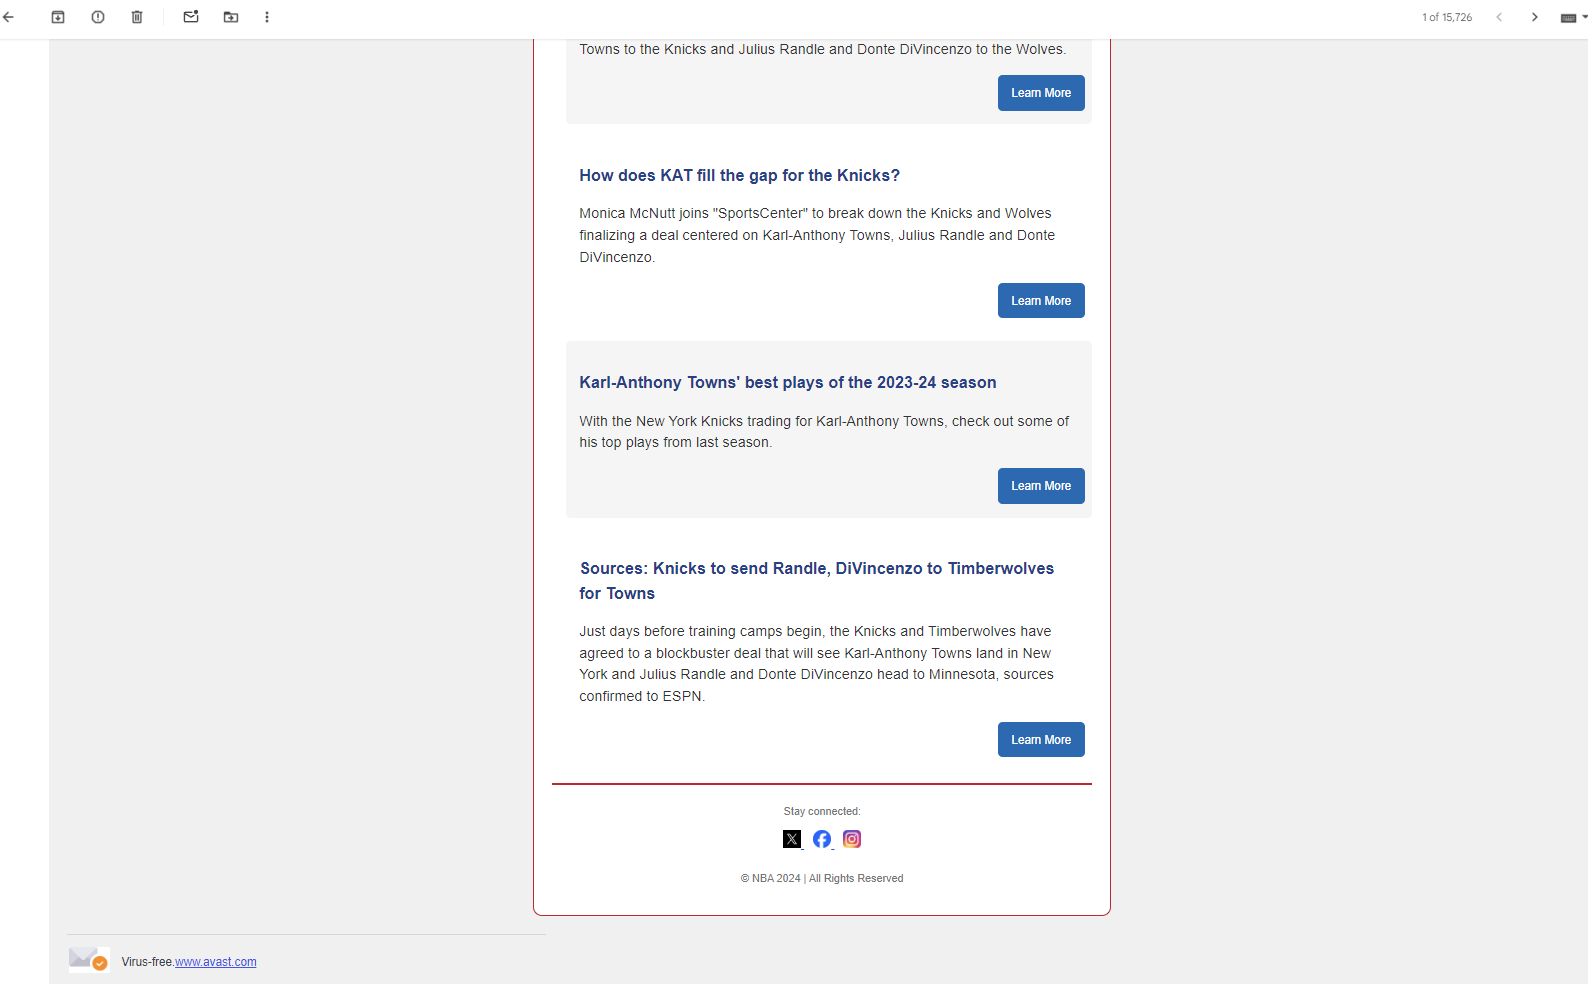 1 of 15,726
Towns to the Knicks and Julius Randle and Donte DiVincenzo to the Wolves.
Learn More
How does KAT fill the gap for the Knicks?
Monica McNutt joins "SportsCenter" to break down the Knicks and Wolves
finalizing a deal centered on Karl-Anthony Towns, Julius Randle and Donte
DiVincenzo.
Learn More
Karl-Anthony Towns' best plays of the 2023-24 season
With the New York Knicks trading for Karl-Anthony Towns, check out some of
his top plays from last season.
Learn More
Sources: Knicks to send Randle, DiVincenzo to Timberwolves
for Towns
Just days before training camps begin, the Knicks and Timberwolves have
agreed to a blockbuster deal that will see Karl-Anthony Towns land in New
York and Julius Randle and Donte DiVincenzo head to Minnesota, sources
confirmed to ESPN.
Learn More
Stay connected:
© NBA 2024 | All Rights Reserved
Virus-free.www.avast.com